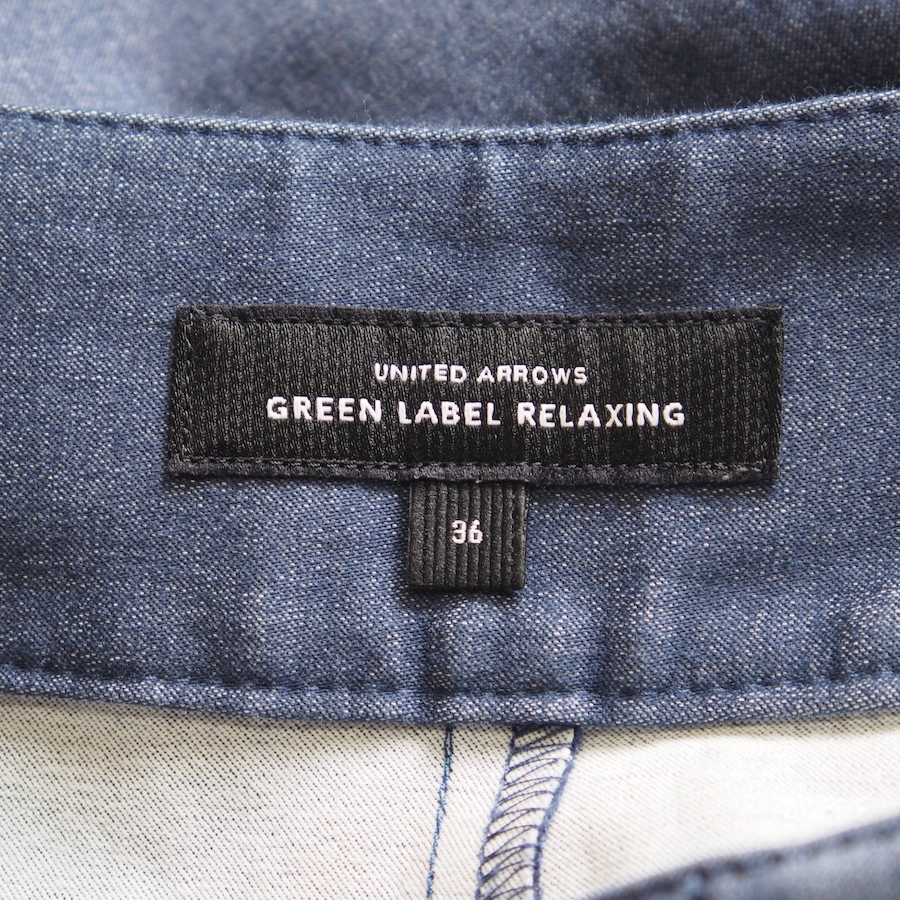 UNITED ARROWS
GREEN LABEL RELAXING
36